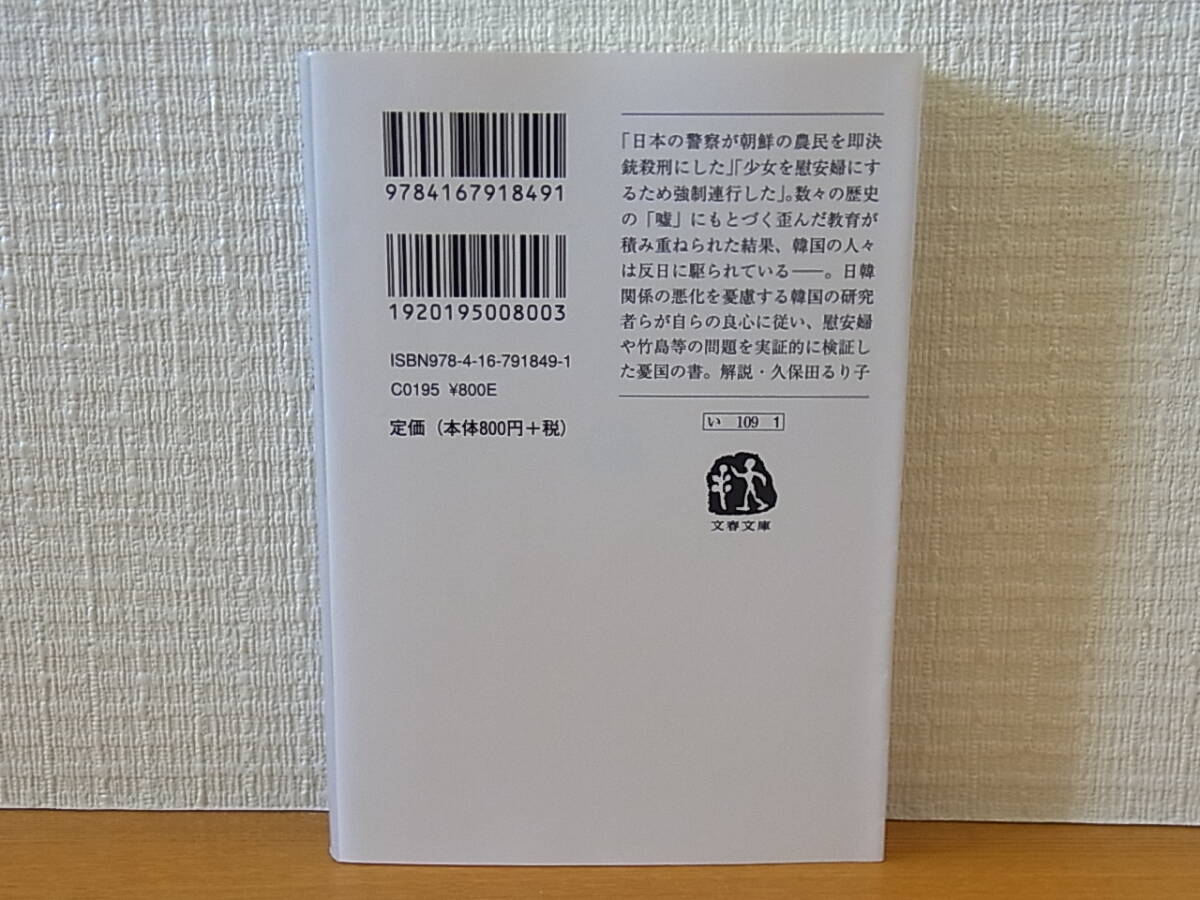 9784167918491
1920195008003
ISBN978-4-16-791849-1
C0195 ¥800E
定価（本体800円＋税）
「日本の警察が朝鮮の農民を即決
銃殺刑にした」「少女を慰安婦にす
るため強制連行した」。数々の歴史
の「嘘」にもとづく歪んだ教育が
積み重ねられた結果、韓国の人々
は反日に駆られている――。日韓
関係の悪化を憂慮する韓国の研究
者らが自らの良心に従い、慰安婦
や竹島等の問題を実証的に検証し
た憂国の書。解説・久保田るり子
い 109 1
文春文庫